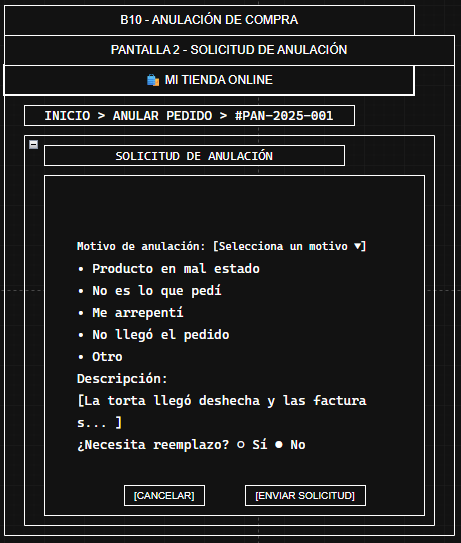 B10 - ANULACIÓN DE COMPRA
PANTALLA 2 - SOLICITUD DE ANULACIÓN
🛍️ MI TIENDA ONLINE
INICIO > ANULAR PEDIDO > #PAN-2025-001
SOLICITUD DE ANULACIÓN
Motivo de anulación: [Selecciona un motivo ▼]
• Producto en mal estado
• No es lo que pedí
• Me arrepentí
• No llegó el pedido
• Otro
Descripción:
[La torta llegó deshecha y las factura
s... ]
¿Necesita reemplazo? ○ Sí ● No
[CANCELAR]
[ENVIAR SOLICITUD]